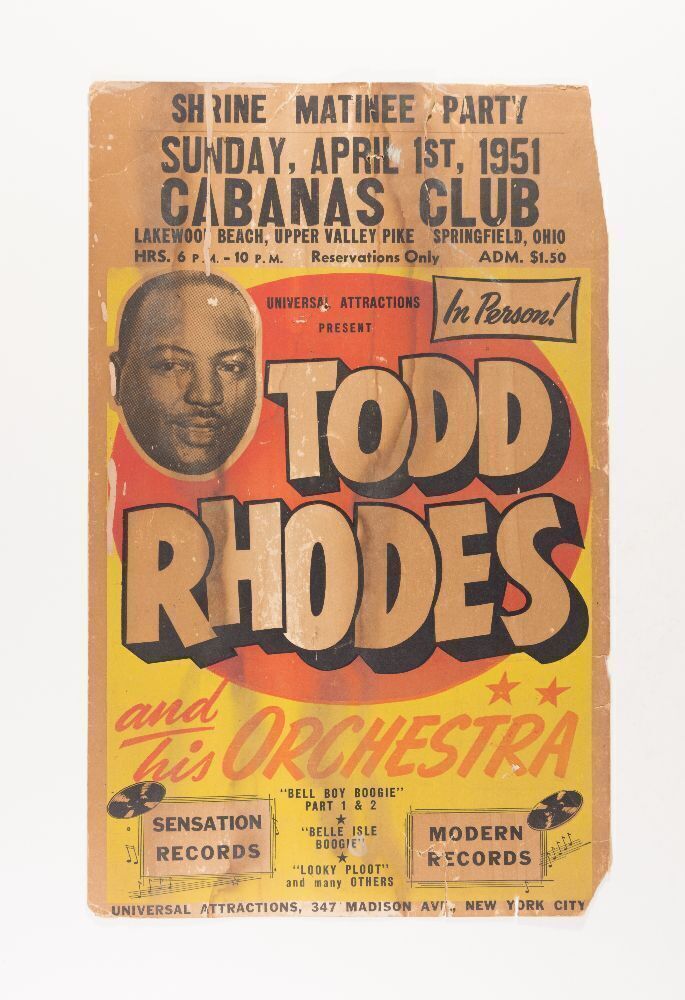 SHRINE MATINEE PARTY
SUNDAY, APRIL 1ST, 1951
CABANAS CLUB
LAKEWOOD BEACH, UPPER VALLEY PIKE SPRINGFIELD, OHIO
HRS. 6 P.M. - 10 P.M. Reservations Only ADM. $1.50
UNIVERSAL ATTRACTIONS
PRESENT
In Person!
TODD
RHODES
and
his ORCHESTRA
"BELL BOY BOOGIE"
PART 1 & 2
"BELLE ISLE
BOOGIE"
"LOOKY PLOOT"
and many OTHERS
SENSATION
RECORDS
MODERN
RECORDS
UNIVERSAL ATTRACTIONS, 347 MADISON AVE., NEW YORK CITY